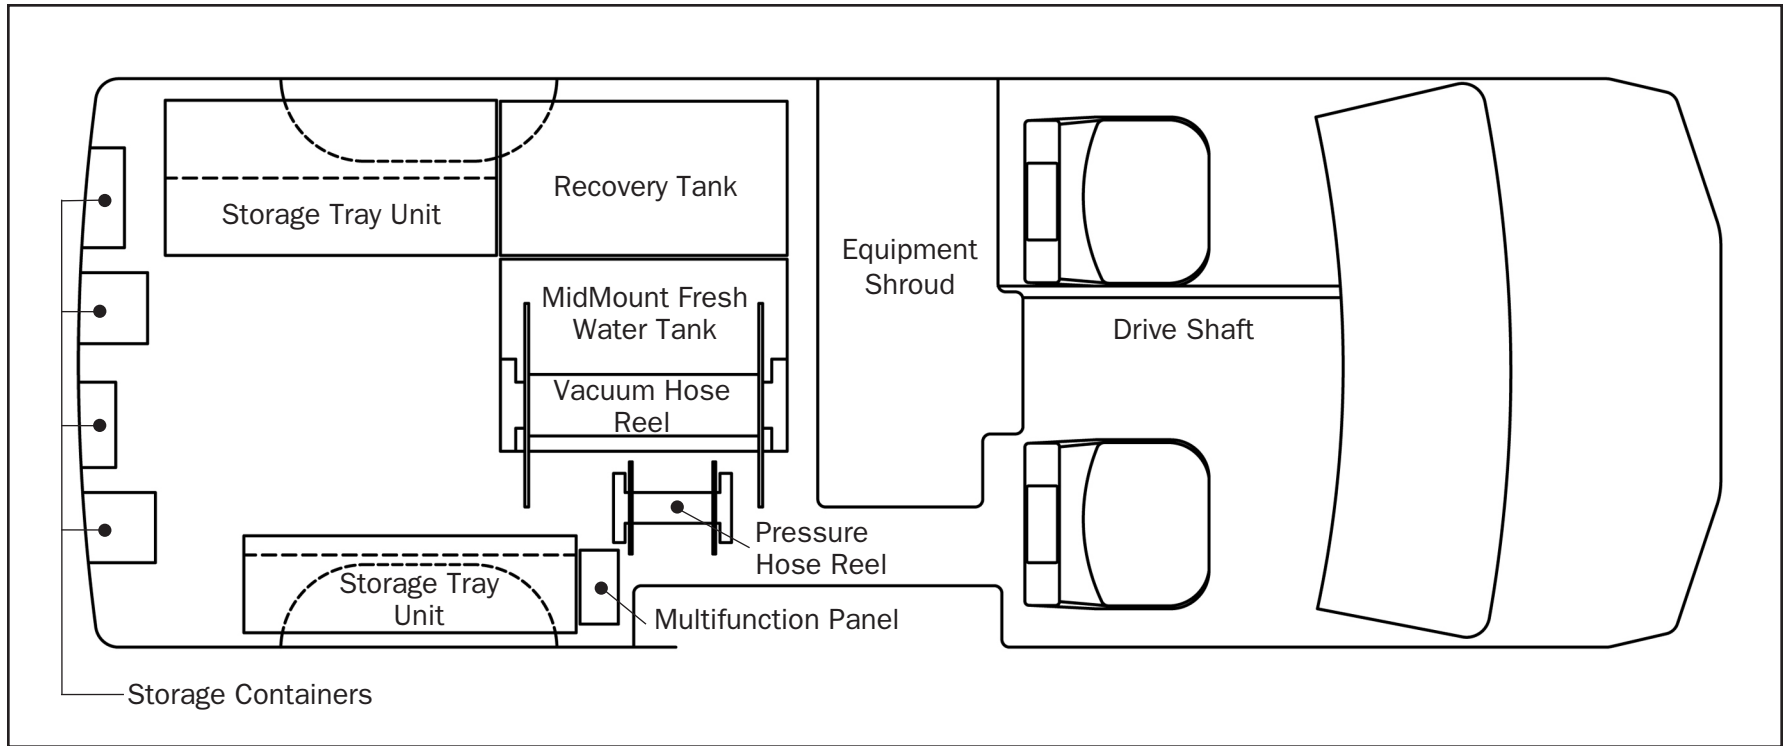 Recovery Tank
Storage Tray Unit
Equipment
Shroud
MidMount Fresh
Water Tank
Drive Shaft
Vacuum Hose
Reel
Pressure
Hose Reel
Storage Tray
Unit
Multifunction Panel
Storage Containers